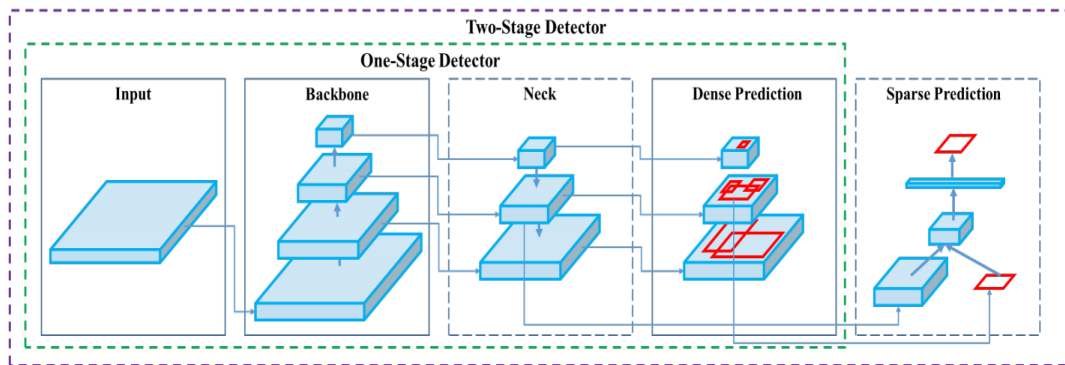 Two-Stage Detector
One-Stage Detector
Input
Backbone
Neck
Dense Prediction
Sparse Prediction